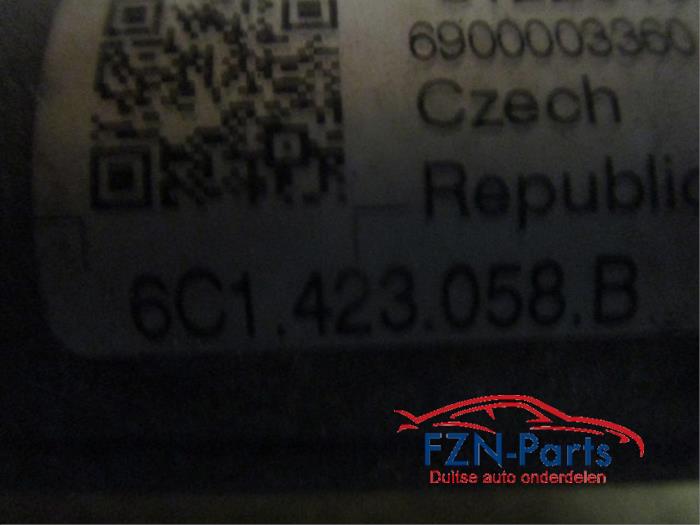 6900003360
Czech
Republic
6C1.423.058.B
FZN-Parts
Duitse auto onderdelen